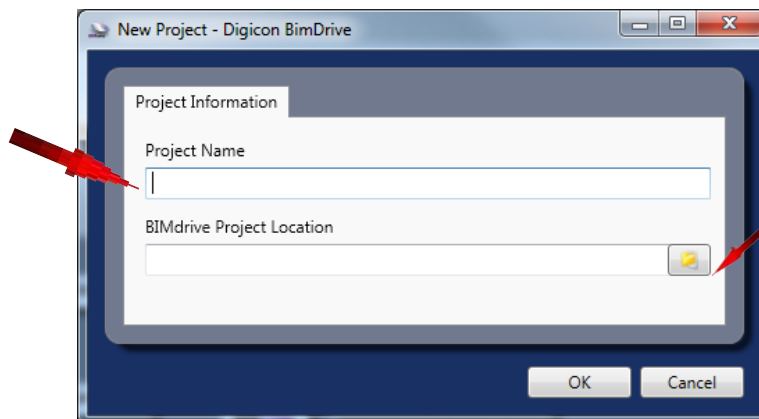 New Project - Digicon BimDrive
Project Information
Project Name
BIMdrive Project Location
OK Cancel